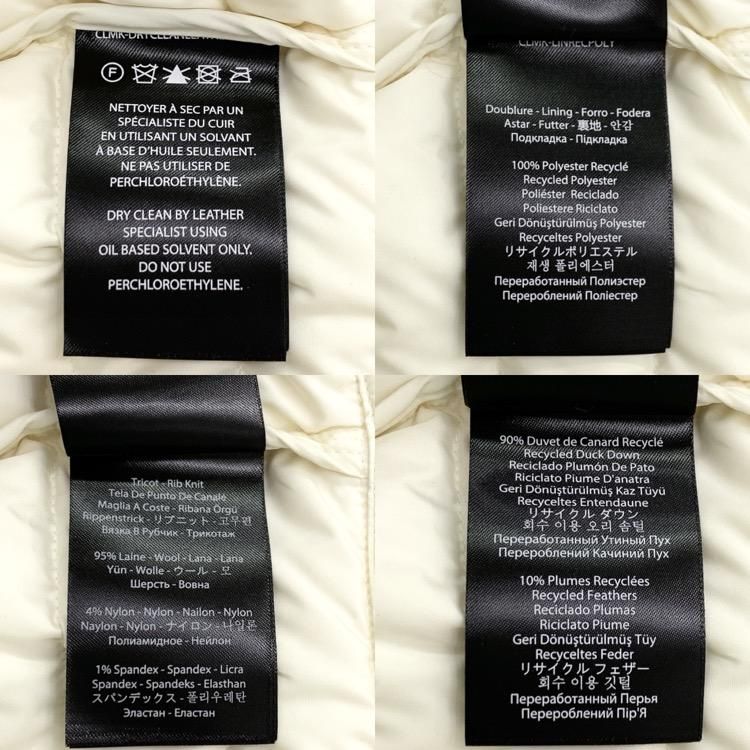 CLMK-DRYCLEANLEATHER
F
NETTOYER À SEC PAR UN
SPÉCIALISTE DU CUIR
EN UTILISANT UN SOLVANT
À BASE D'HUILE SEULEMENT.
NE PAS UTILISER DE
PERCHLOROÉTHYLÈNE.
DRY CLEAN BY LEATHER
SPECIALIST USING
OIL BASED SOLVENT ONLY.
DO NOT USE
PERCHLOROETHYLENE.
CLMK-LINRECPOLY
Doublure - Lining - Forro - Fodera
Astar - Futter - 裏地 - 안감
Подкладка - Підкладка
100% Polyester Recyclé
Recycled Polyester
Poliéster Reciclado
Poliestere Riciclato
Geri Dönüştürülmüş Polyester
Recyceltes Polyester
リサイクルポリエステル
재생 폴리에스터
Переработанный Полиэстер
Перероблений Поліестер
Tricot - Rib Knit
Tela De Punto De Canalé
Maglia A Coste - Ribana Örgü
Rippenstrick - リブニット - 고무편
Вязка В Рубчик - Трикотаж
95% Laine - Wool - Lana - Lana
Yün - Wolle - ウール - 모
Шерсть - Вовна
4% Nylon - Nylon - Nailon - Nylon
Naylon - Nylon - ナイロン - 나일론
Полиамидное - Нейлон
1% Spandex - Spandex - Licra
Spandex - Spandeks - Elasthan
スパンデックス - 폴리우레탄
Эластан - Еластан
90% Duvet de Canard Recyclé
Recycled Duck Down
Reciclado Plumón De Pato
Riciclato Piume D'anatra
Geri Dönüştürülmüş Kaz Tüyü
Recyceltes Entendaune
リサイクル ダウン
회수 이용 오리 솜털
Переработанный Утиный Пух
Перероблений Качиний Пух
10% Plumes Recyclées
Recycled Feathers
Reciclado Plumas
Riciclato Piume
Geri Dönüştürülmüş Tüy
Recyceltes Feder
リサイクル フェザー
회수 이용 깃털
Переработанный Перья
Перероблений Пір'Я